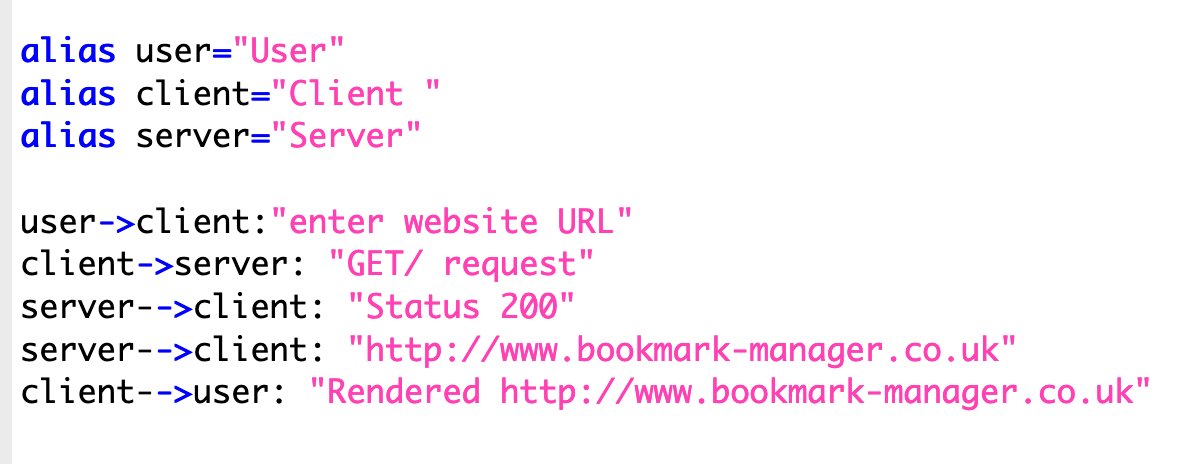 alias user="User"
alias client="Client "
alias server="Server"
user->client:"enter website URL"
client->server: "GET/ request"
server-->client: "Status 200"
server-->client: "http://www.bookmark-manager.co.uk"
client-->user: "Rendered http://www.bookmark-manager.co.uk"